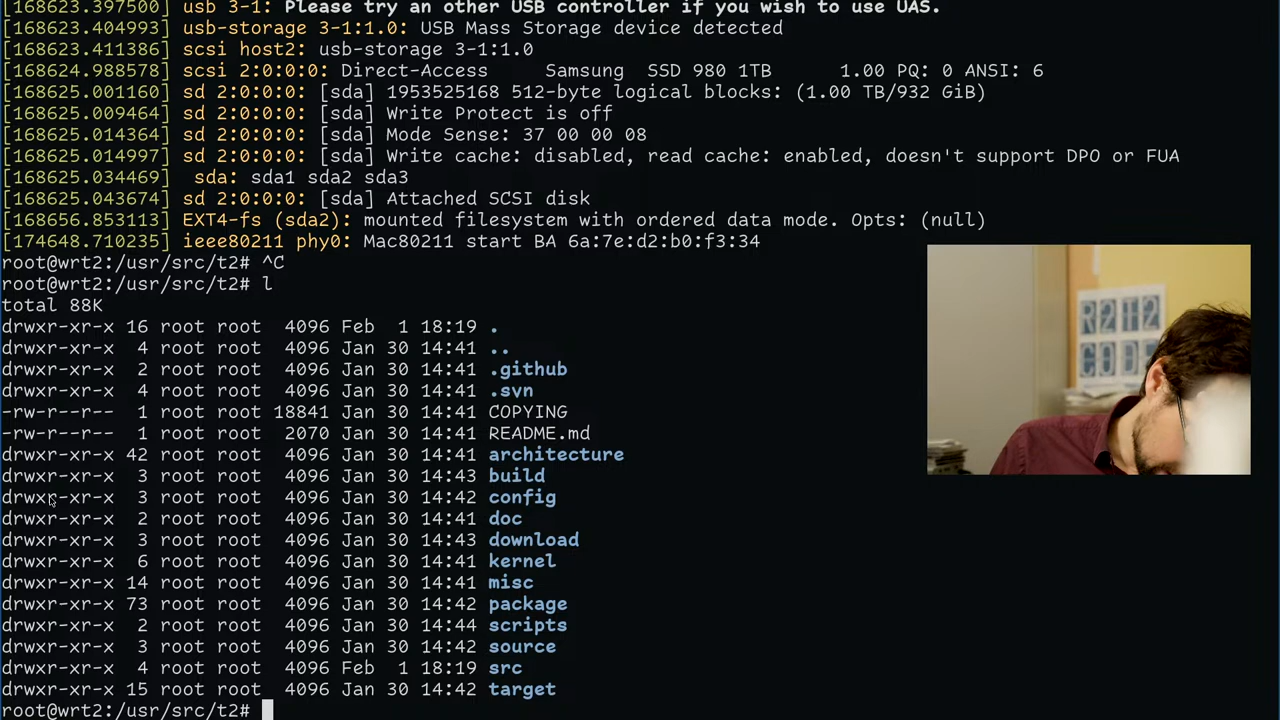 [168623.397500] usb 3-1: Please try an other USB controller if you wish to use UAS.
[168623.404993] usb-storage 3-1:1.0: USB Mass Storage device detected
[168623.411386] scsi host2: usb-storage 3-1:1.0
[168624.988578] scsi 2:0:0:0: Direct-Access     Samsung  SSD 980 1TB      1.00 PQ: 0 ANSI: 6
[168625.001160] sd 2:0:0:0: [sda] 1953525168 512-byte logical blocks: (1.00 TB/932 GiB)
[168625.009464] sd 2:0:0:0: [sda] Write Protect is off
[168625.014364] sd 2:0:0:0: [sda] Mode Sense: 37 00 00 08
[168625.014997] sd 2:0:0:0: [sda] Write cache: disabled, read cache: enabled, doesn't support DPO or FUA
[168625.034469]  sda: sda1 sda2 sda3
[168625.043674] sd 2:0:0:0: [sda] Attached SCSI disk
[168656.853113] EXT4-fs (sda2): mounted filesystem with ordered data mode. Opts: (null)
[174648.710235] ieee80211 phy0: Mac80211 start BA 6a:7e:d2:b0:f3:34
root@wrt2:/usr/src/t2# ^C
root@wrt2:/usr/src/t2# l
total 88K
drwxr-xr-x 16 root root  4096 Feb  1 18:19 .
drwxr-xr-x  4 root root  4096 Jan 30 14:41 ..
drwxr-xr-x  2 root root  4096 Jan 30 14:41 .github
drwxr-xr-x  4 root root  4096 Jan 30 14:41 .svn
-rw-r--r--  1 root root 18841 Jan 30 14:41 COPYING
-rw-r--r--  1 root root  2070 Jan 30 14:41 README.md
drwxr-xr-x 42 root root  4096 Jan 30 14:41 architecture
drwxr-xr-x  3 root root  4096 Jan 30 14:43 build
drwxr-xr-x  3 root root  4096 Jan 30 14:42 config
drwxr-xr-x  2 root root  4096 Jan 30 14:42 doc
drwxr-xr-x  3 root root  4096 Jan 30 14:43 download
drwxr-xr-x  6 root root  4096 Jan 30 14:41 kernel
drwxr-xr-x 14 root root  4096 Jan 30 14:41 misc
drwxr-xr-x 73 root root  4096 Jan 30 14:42 package
drwxr-xr-x  2 root root  4096 Jan 30 14:44 scripts
drwxr-xr-x  3 root root  4096 Jan 30 14:42 source
drwxr-xr-x  4 root root  4096 Feb  1 18:19 src
drwxr-xr-x 15 root root  4096 Jan 30 14:42 target
root@wrt2:/usr/src/t2#